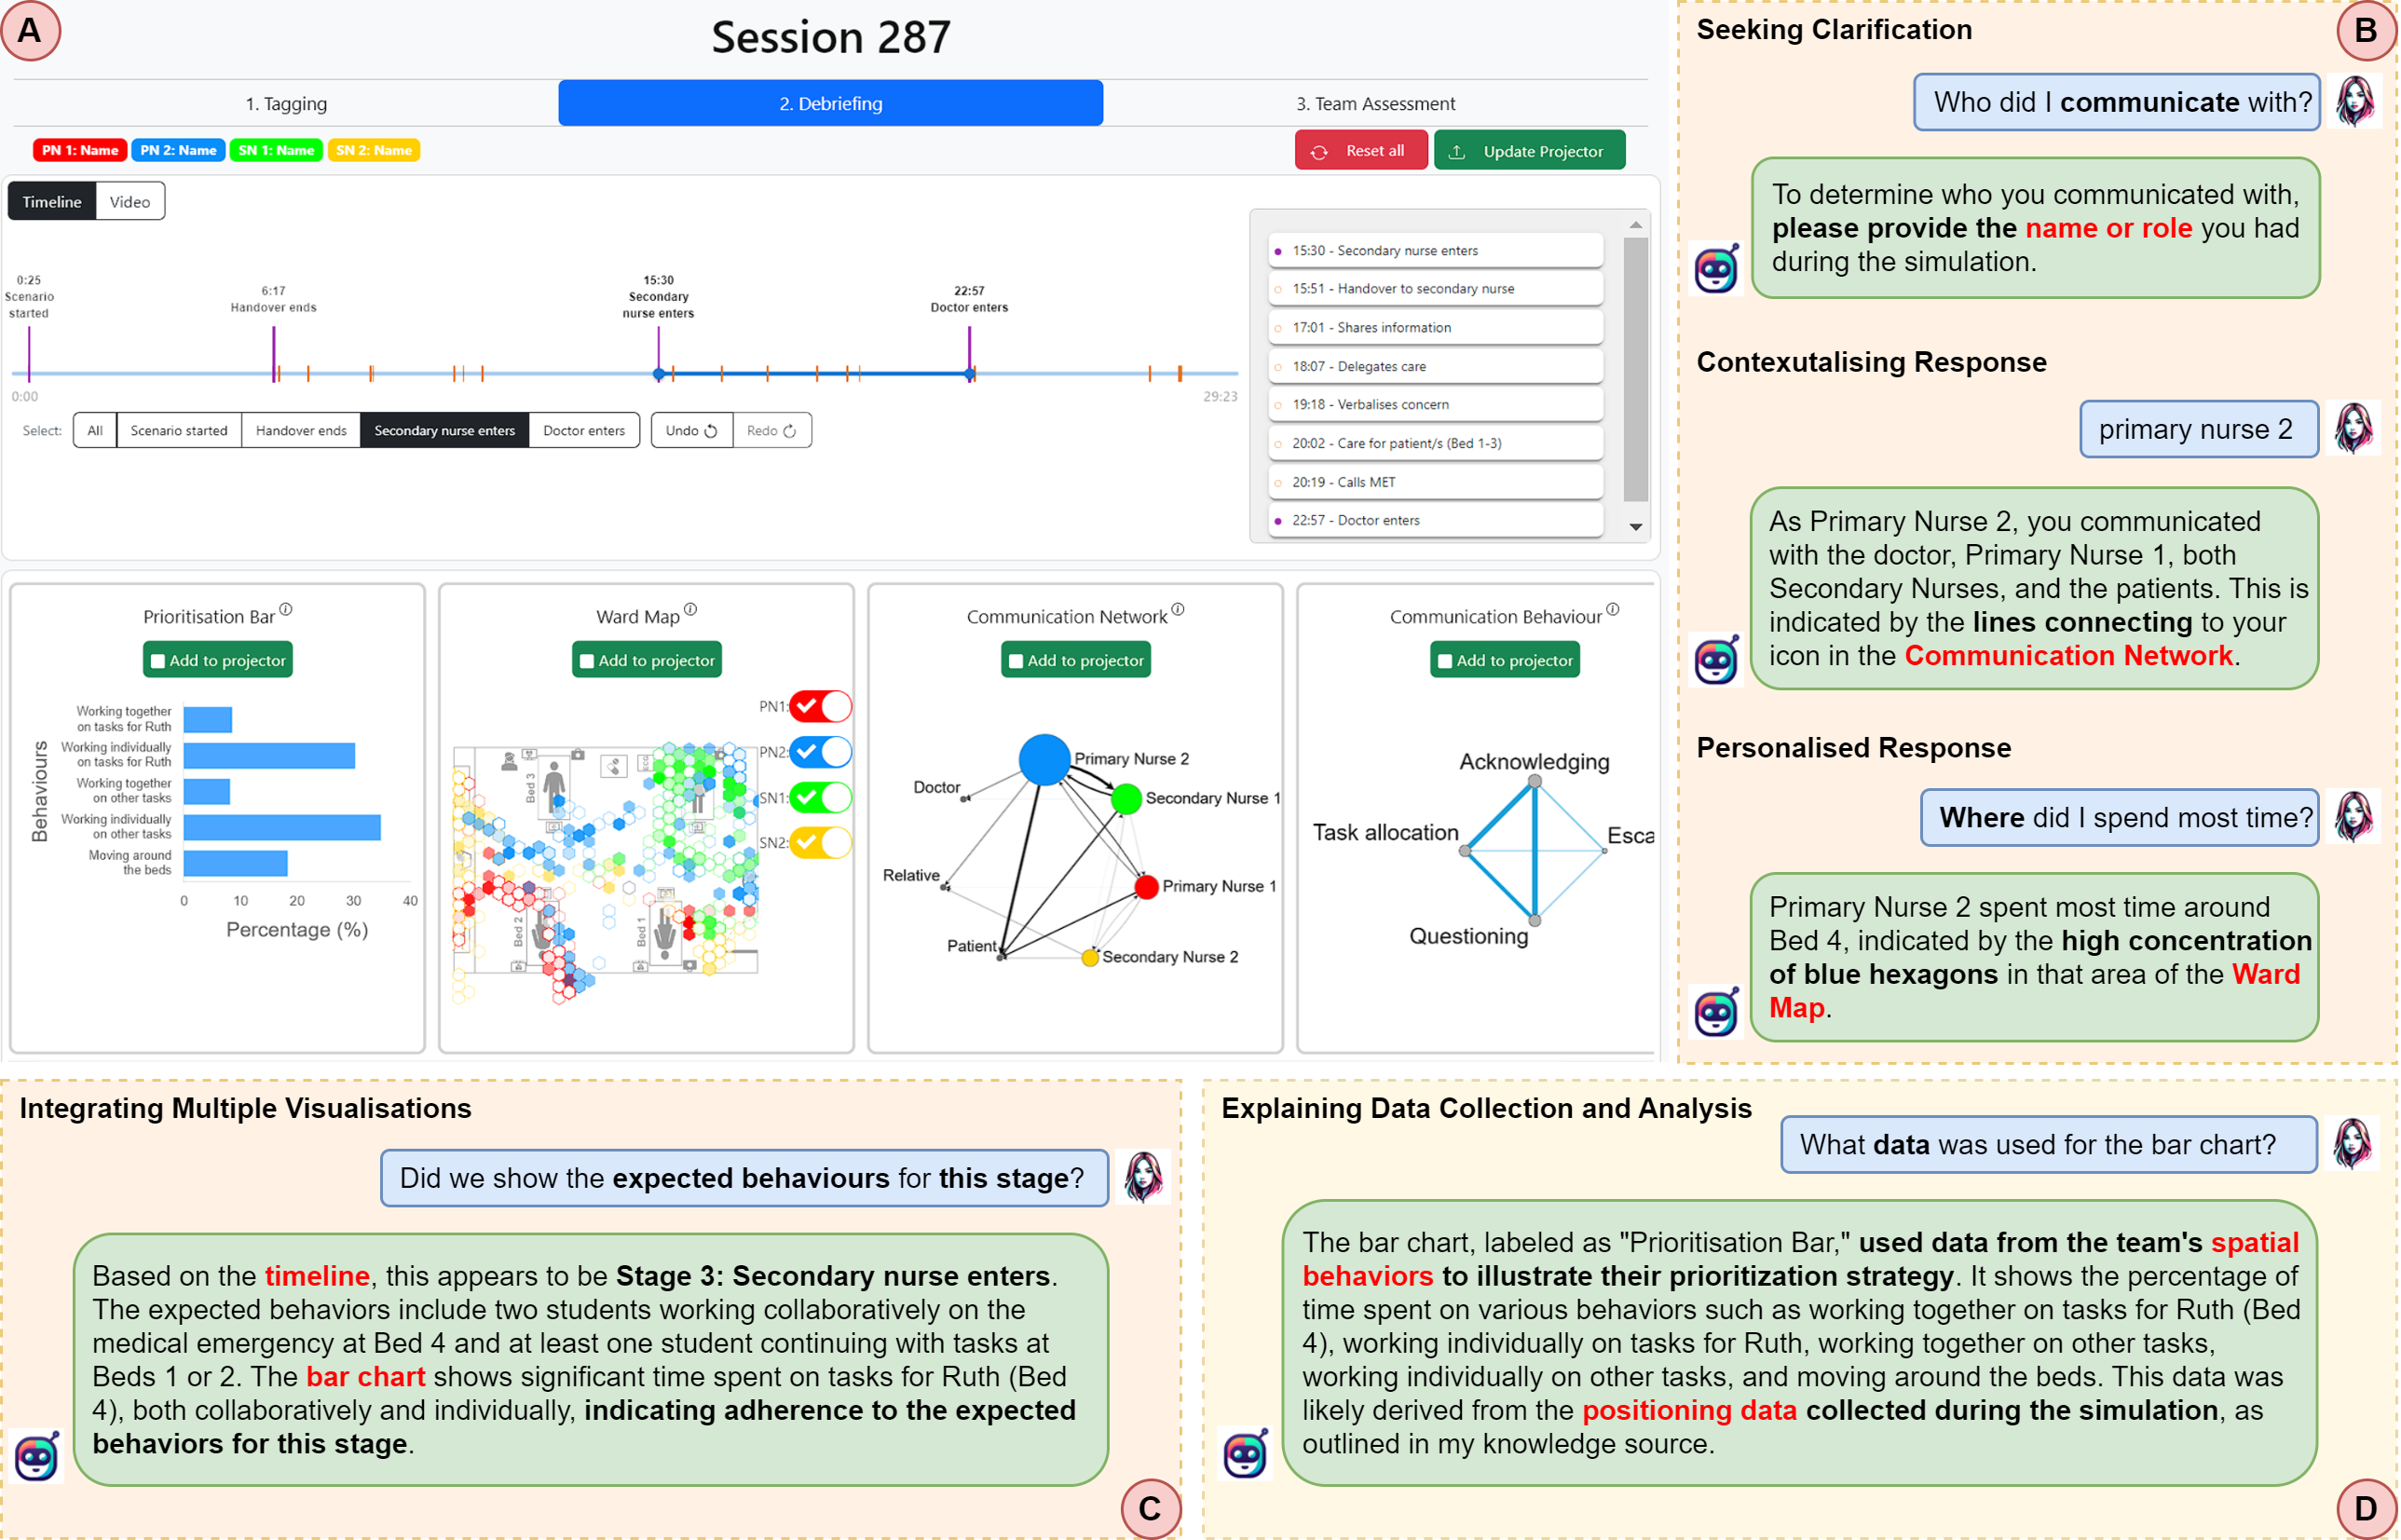 A
Session 287
1. Tagging
2. Debriefing
3. Team Assessment
PN 1: Name
PN 2: Name
SN 1: Name
SN 2: Name
Reset all
Update Projector
Timeline
Video
0:25
Scenario
started
6:17
Handover ends
15:30
Secondary
nurse enters
22:57
Doctor enters
0:00
29:23
Select:
All
Scenario started
Handover ends
Secondary nurse enters
Doctor enters
Undo
Redo
15:30 - Secondary nurse enters
15:51 - Handover to secondary nurse
17:01 - Shares information
18:07 - Delegates care
19:18 - Verbalises concern
20:02 - Care for patient/s (Bed 1-3)
20:19 - Calls MET
22:57 - Doctor enters
Prioritisation Bar
Add to projector
Behaviours
Working together
on tasks for Ruth
Working individually
on tasks for Ruth
Working together
on other tasks
Working individually
on other tasks
Moving around
the beds
0
10
20
30
40
Percentage (%)
Ward Map
Add to projector
PN1:
PN2:
SN1:
SN2:
Bed 3
Bed 2
Bed 1
Communication Network
Add to projector
Primary Nurse 2
Doctor
Secondary Nurse 1
Relative
Primary Nurse 1
Patient
Secondary Nurse 2
Communication Behaviour
Add to projector
Acknowledging
Task allocation
Esca
Questioning
B
Seeking Clarification
Who did I communicate with?
To determine who you communicated with,
please provide the name or role you had
during the simulation.
Contexutalising Response
primary nurse 2
As Primary Nurse 2, you communicated
with the doctor, Primary Nurse 1, both
Secondary Nurses, and the patients. This is
indicated by the lines connecting to your
icon in the Communication Network.
Personalised Response
Where did I spend most time?
Primary Nurse 2 spent most time around
Bed 4, indicated by the high concentration
of blue hexagons in that area of the Ward
Map.
Integrating Multiple Visualisations
Did we show the expected behaviours for this stage?
Based on the timeline, this appears to be Stage 3: Secondary nurse enters.
The expected behaviors include two students working collaboratively on the
medical emergency at Bed 4 and at least one student continuing with tasks at
Beds 1 or 2. The bar chart shows significant time spent on tasks for Ruth (Bed
4), both collaboratively and individually, indicating adherence to the expected
behaviors for this stage.
C
Explaining Data Collection and Analysis
What data was used for the bar chart?
The bar chart, labeled as "Prioritisation Bar," used data from the team's spatial
behaviors to illustrate their prioritization strategy. It shows the percentage of
time spent on various behaviors such as working together on tasks for Ruth (Bed
4), working individually on tasks for Ruth, working together on other tasks,
working individually on other tasks, and moving around the beds. This data was
likely derived from the positioning data collected during the simulation, as
outlined in my knowledge source.
D